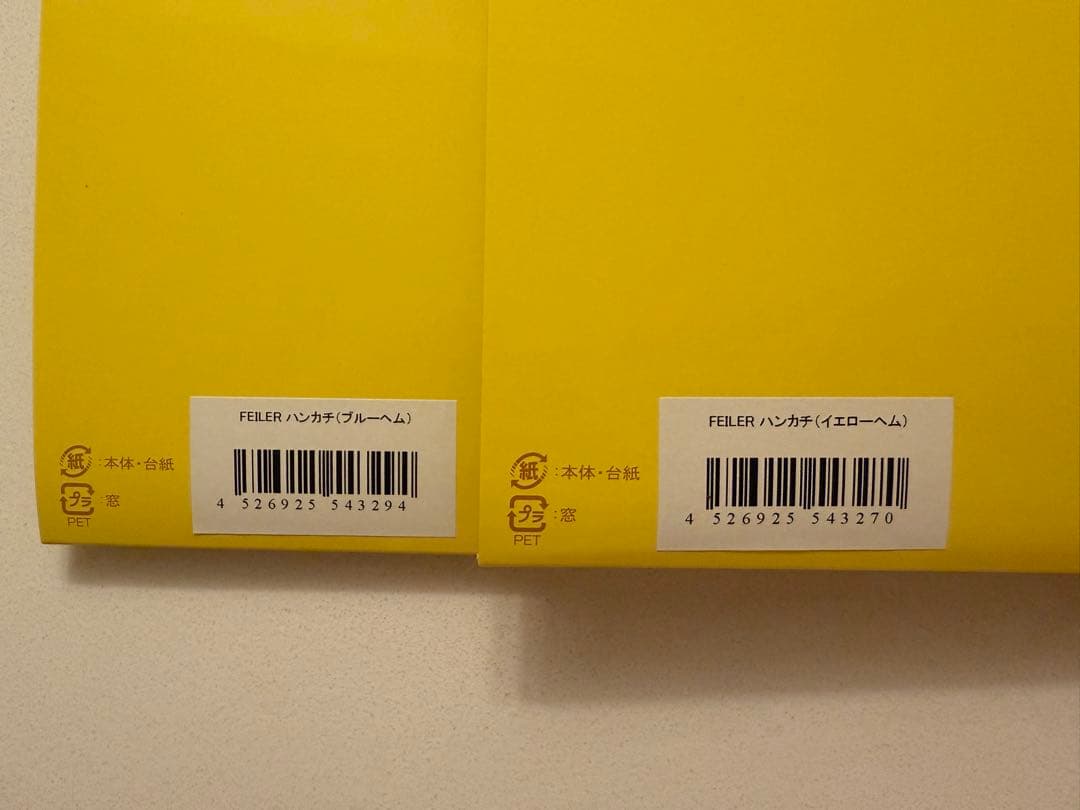 FEILER ハンカチ(ブルーヘム)
4 526925 543294
紙:本体・台紙
プラ:窓
PET
FEILER ハンカチ(イエローヘム)
4 526925 543270
紙:本体・台紙
プラ:窓
PET